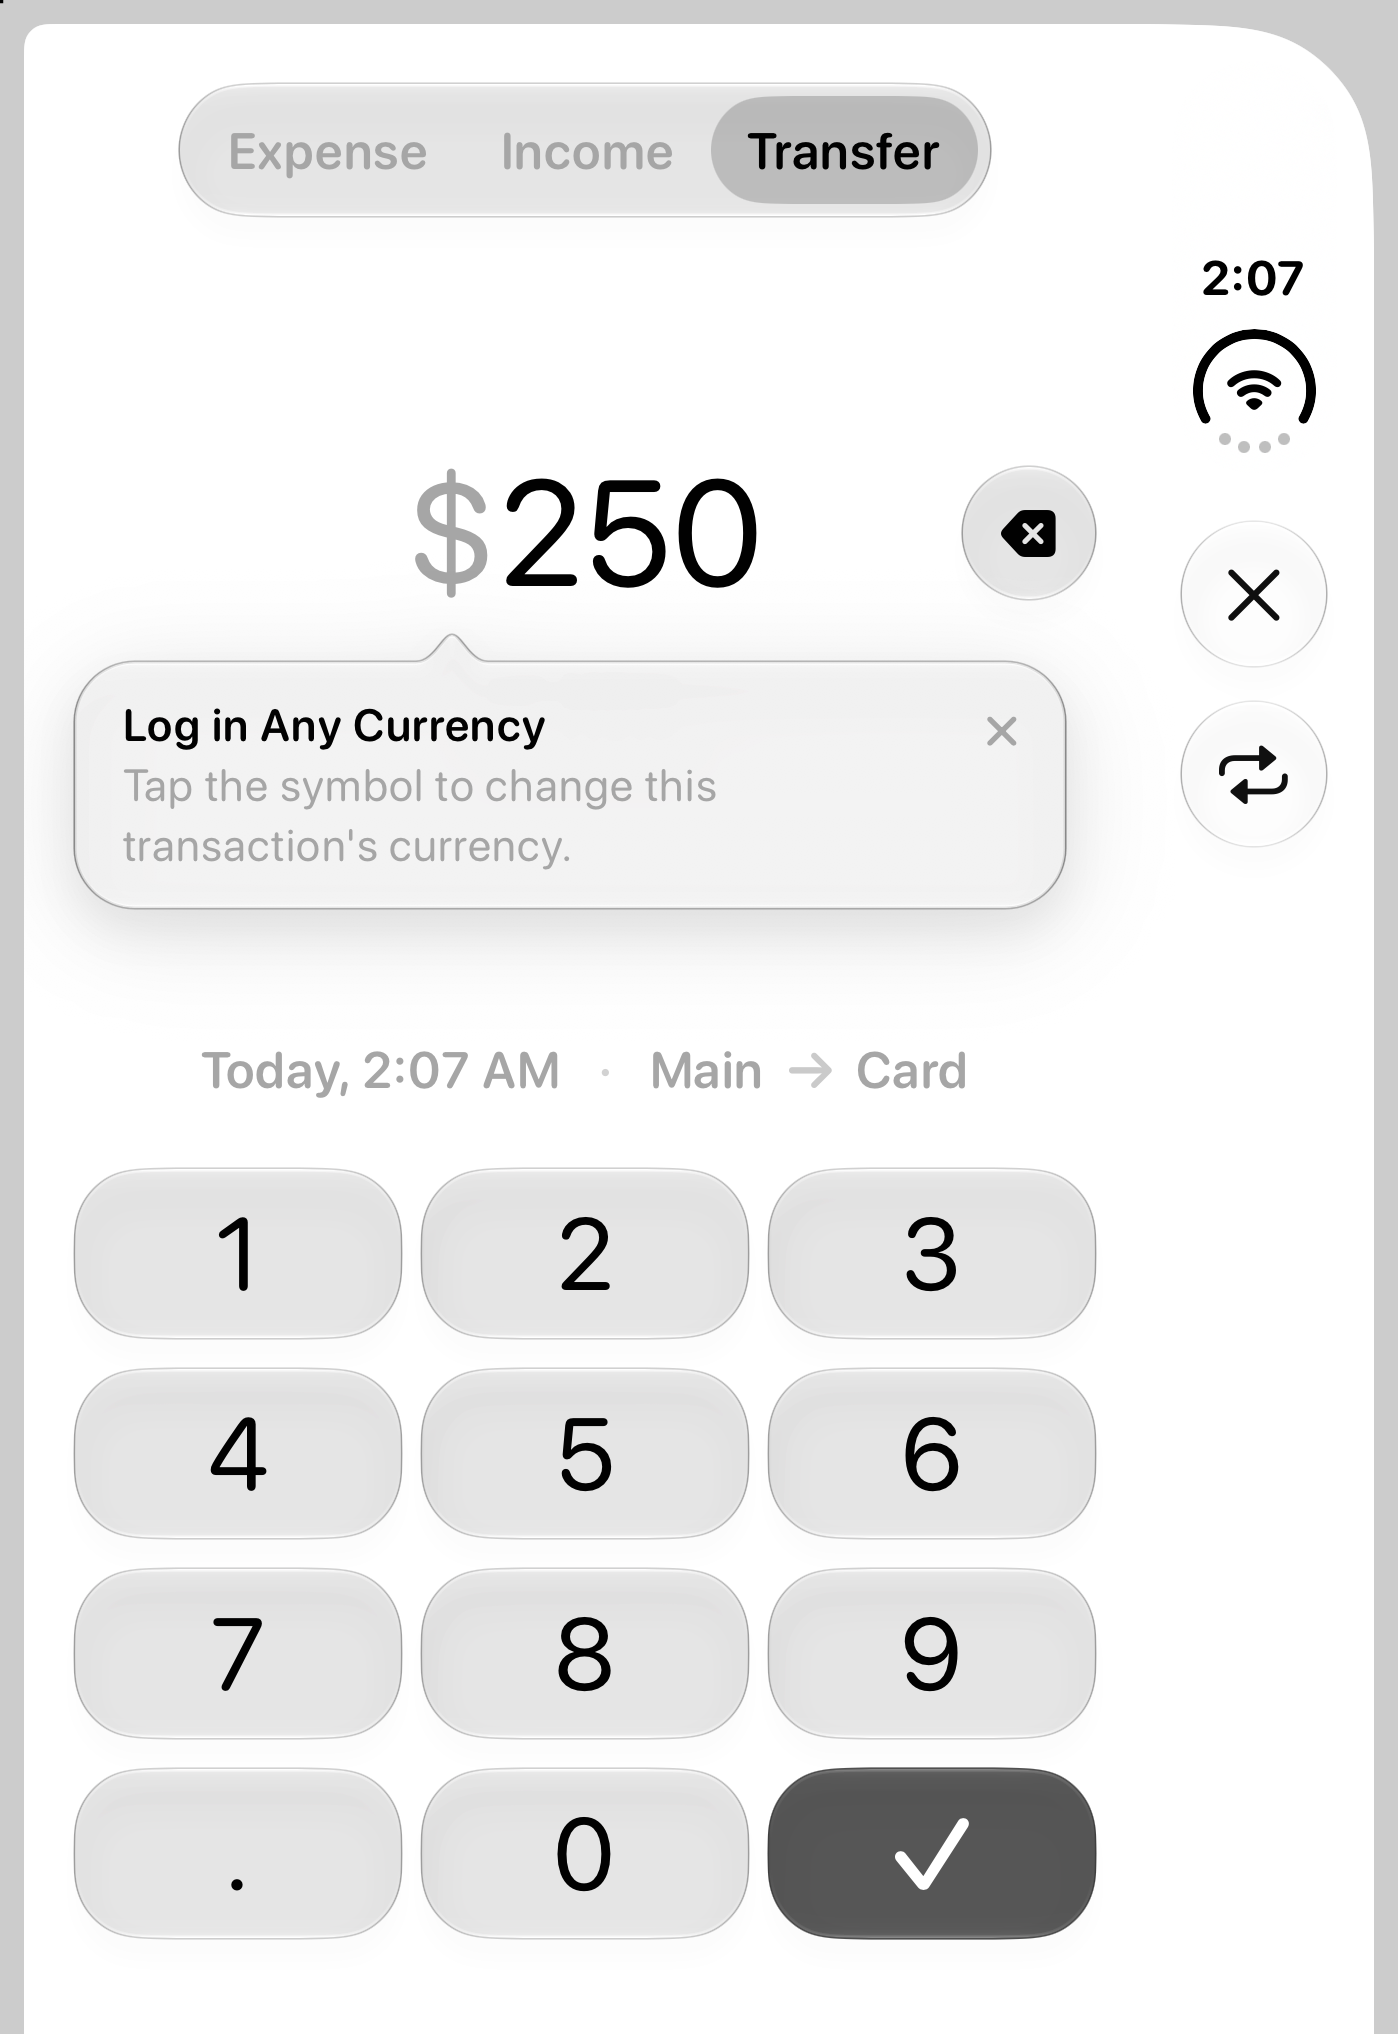 Expense Income Transfer
2:07
$250
Log in Any Currency
Tap the symbol to change this
transaction's currency.
Today, 2:07 AM · Main → Card
1 2 3
4 5 6
7 8 9
. 0